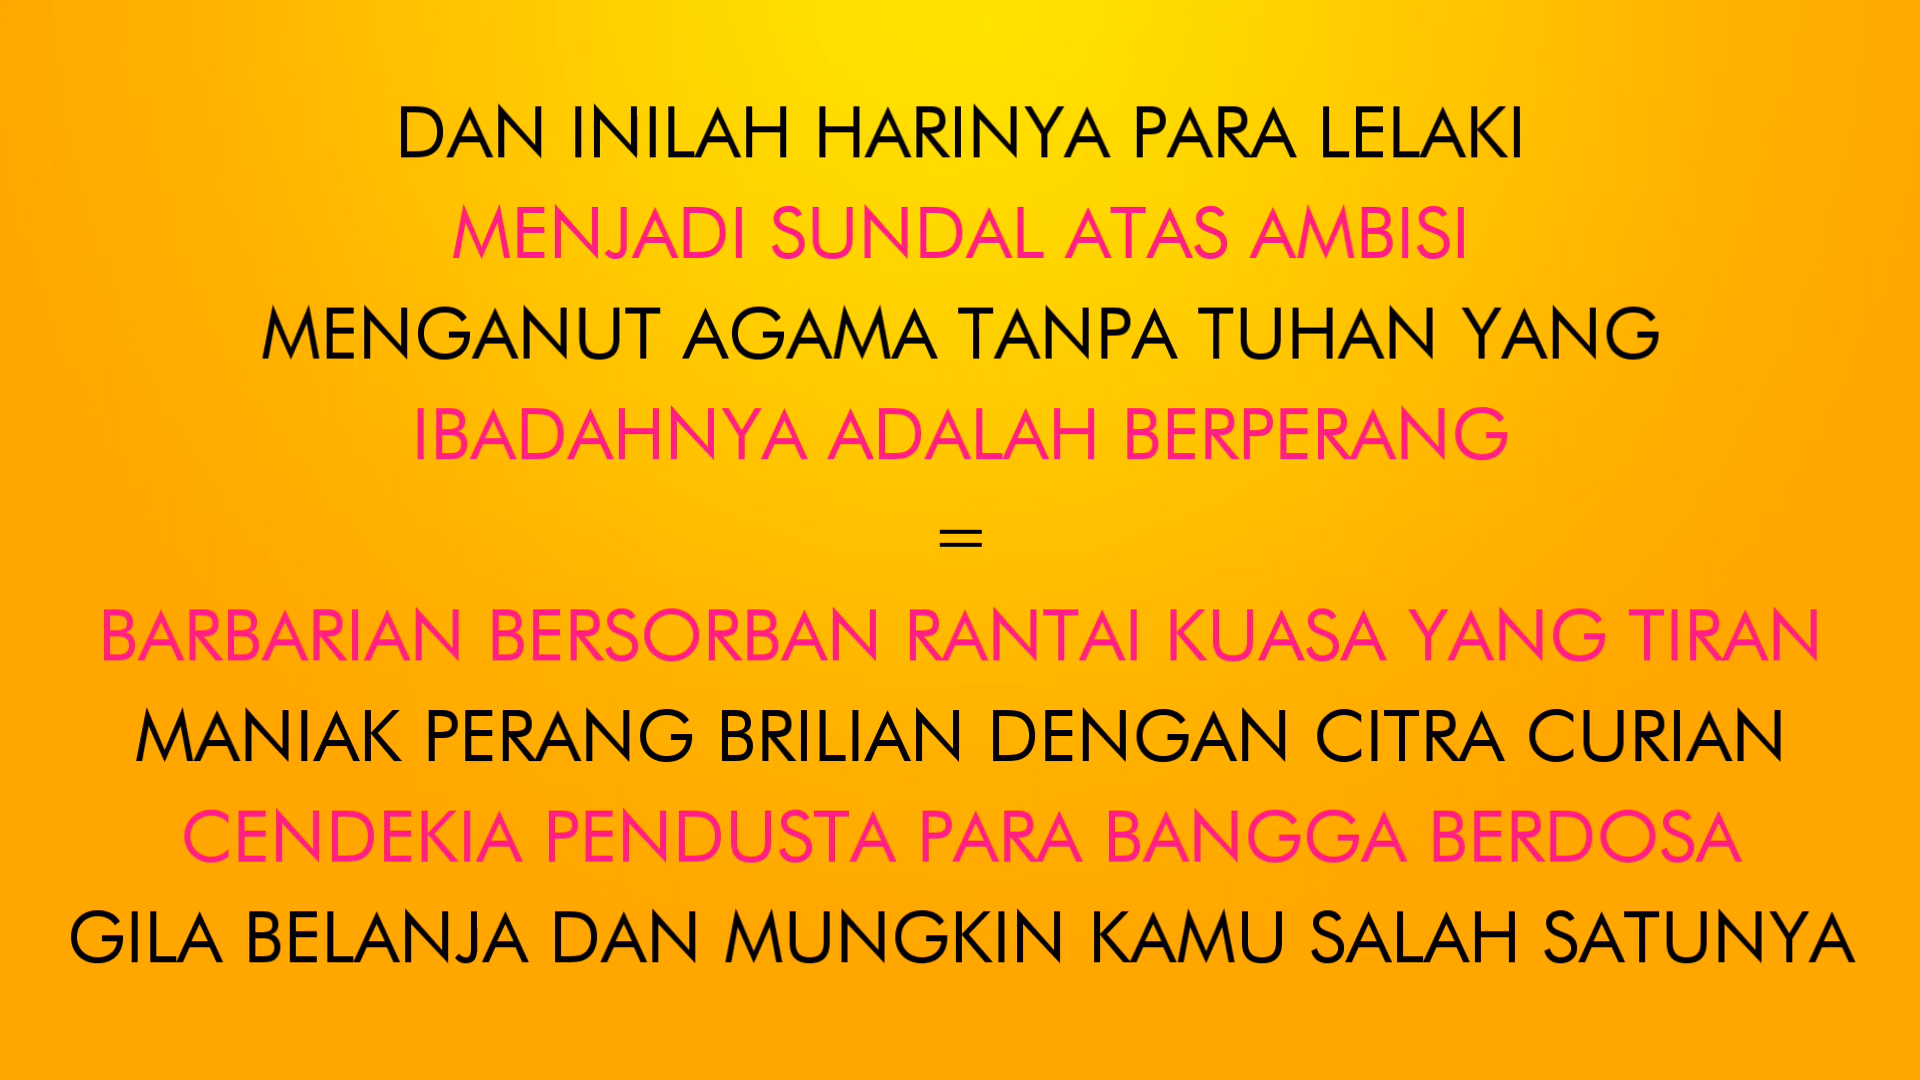 DAN INILAH HARINYA PARA LELAKI
MENJADI SUNDAL ATAS AMBISI
MENGANUT AGAMA TANPA TUHAN YANG
IBADAHNYA ADALAH BERPERANG
=
BARBARIAN BERSORBAN RANTAI KUASA YANG TIRAN
MANIAK PERANG BRILIAN DENGAN CITRA CURIAN
CENDEKIA PENDUSTA PARA BANGGA BERDOSA
GILA BELANJA DAN MUNGKIN KAMU SALAH SATUNYA